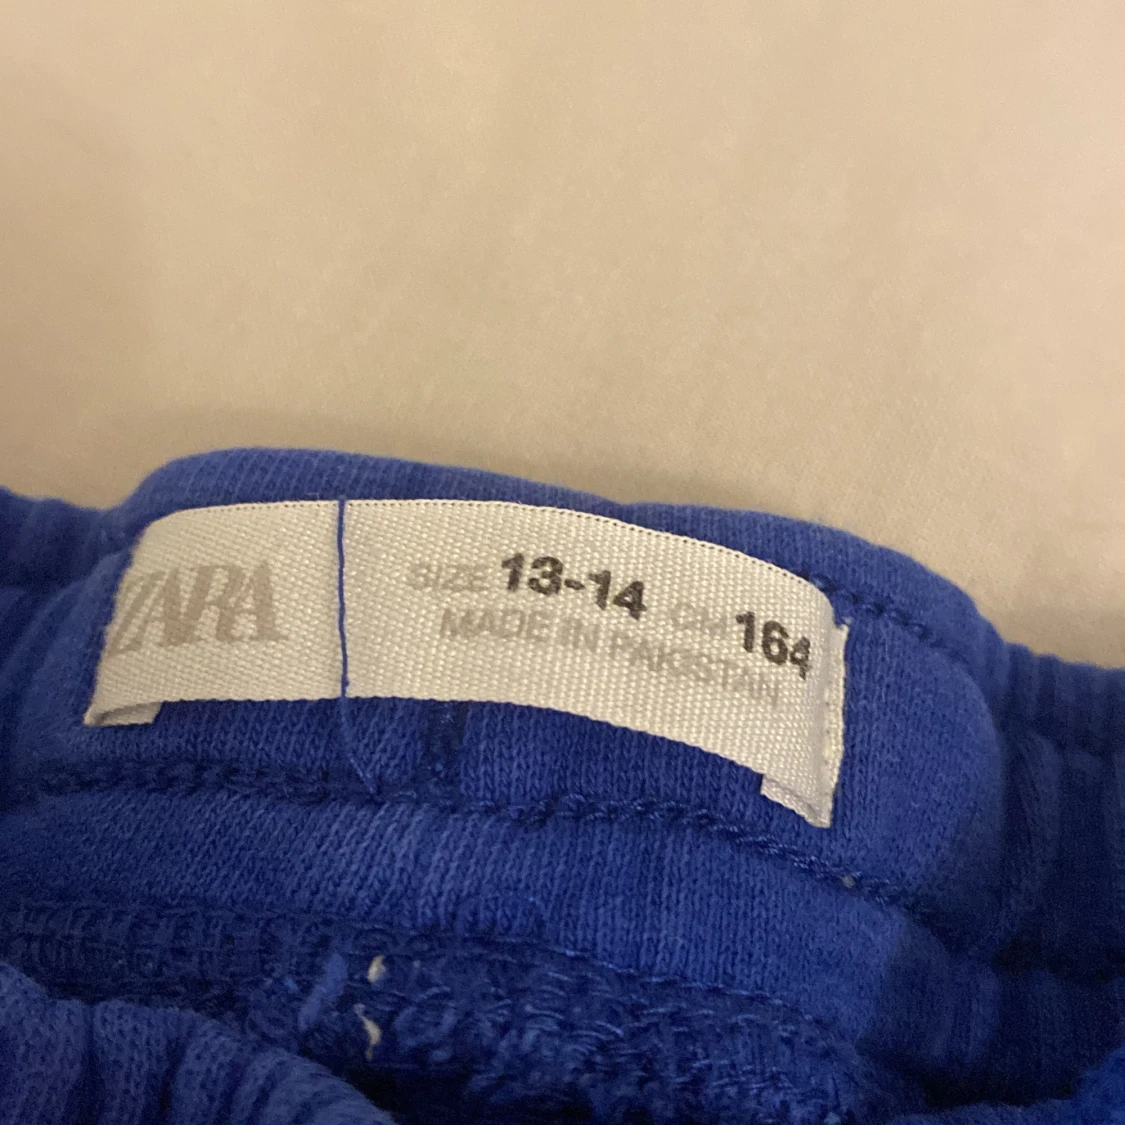 ZARA
SIZE 13-14 CM 164
MADE IN PAKISTAN